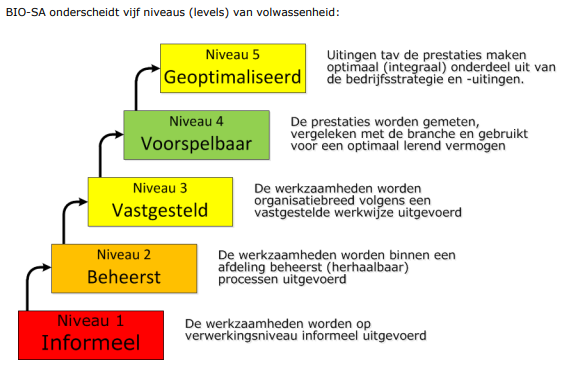 BIO-SA onderscheidt vijf niveaus (levels) van volwassenheid:
Niveau 5
Geoptimaliseerd
Uitingen tav de prestaties maken
optimaal (integraal) onderdeel uit van
de bedrijfsstrategie en -uitingen.
Niveau 4
Voorspelbaar
De prestaties worden gemeten,
vergeleken met de branche en gebruikt
voor een optimaal lerend vermogen
Niveau 3
Vastgesteld
De werkzaamheden worden
organisatiebreed volgens een
vastgestelde werkwijze uitgevoerd
Niveau 2
Beheerst
De werkzaamheden worden binnen een
afdeling beheerst (herhaalbaar)
processen uitgevoerd
Niveau 1
Informeel
De werkzaamheden worden op
verwerkingsniveau informeel uitgevoerd